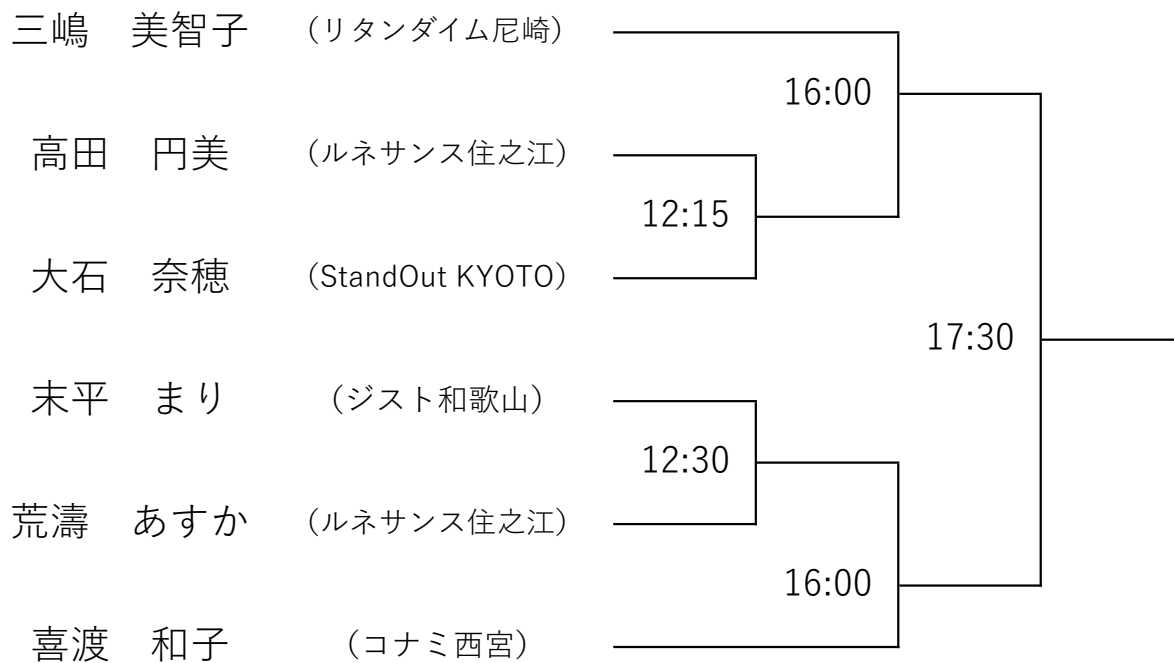 三嶋 美智子 （リタンダイム尼崎）
16:00
高田 円美 （ルネサンス住之江）
12:15
大石 奈穂 （StandOut KYOTO）
17:30
末平 まり （ジスト和歌山）
12:30
荒濤 あすか （ルネサンス住之江）
16:00
喜渡 和子 （コナミ西宮）